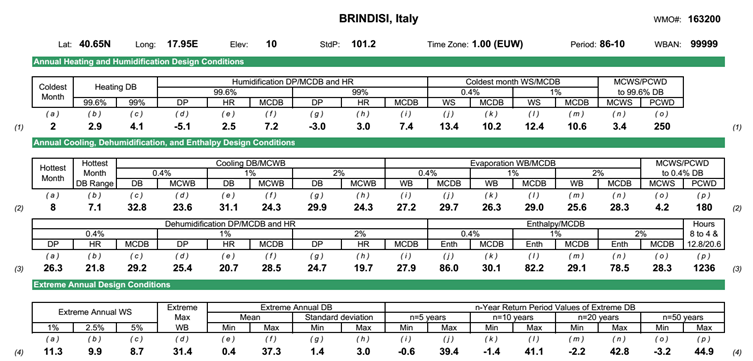 BRINDISI, Italy WMO#: 163200
Lat: 40.65N Long: 17.95E Elev: 10 StdP: 101.2 Time Zone: 1.00 (EUW) Period: 86-10 WBAN: 99999
Annual Heating and Humidification Design Conditions
Coldest Month Heating DB Humidification DP/MCDB and HR Coldest month WS/MCDB MCWS/PCWD to 99.6% DB
99.6% 99% 0.4% 1%
99.6% 99% DP HR MCDB DP HR MCDB WS MCDB WS MCDB MCWS PCWD
(a) (b) (c) (d) (e) (f) (g) (h) (i) (j) (k) (l) (m) (n) (o)
(1) 2 2.9 4.1 -5.1 2.5 7.2 -3.0 3.0 7.4 13.4 10.2 12.4 10.6 3.4 250 (1)
Annual Cooling, Dehumidification, and Enthalpy Design Conditions
Hottest Month Hottest Month DB Range Cooling DB/MCWB Evaporation WB/MCDB MCWS/PCWD to 0.4% DB
0.4% 1% 2% 0.4% 1% 2%
DB MCWB DB MCWB DB MCWB WB MCDB WB MCDB WB MCDB MCWS PCWD
(a) (b) (c) (d) (e) (f) (g) (h) (i) (j) (k) (l) (m) (n) (o) (p)
(2) 8 7.1 32.8 23.6 31.1 24.3 29.9 24.3 27.2 29.7 26.3 29.0 25.6 28.3 4.2 180 (2)
Dehumidification DP/MCDB and HR Enthalpy/MCDB Hours 8 to 4 & 12.8/20.6
0.4% 1% 2% 0.4% 1% 2%
DP HR MCDB DP HR MCDB DP HR MCDB Enth MCDB Enth MCDB Enth MCDB
(a) (b) (c) (d) (e) (f) (g) (h) (i) (j) (k) (l) (m) (n) (o) (p)
(3) 26.3 21.8 29.2 25.4 20.7 28.5 24.7 19.7 27.9 86.0 30.1 82.2 29.1 78.5 28.3 1236 (3)
Extreme Annual Design Conditions
Extreme Annual WS Extreme Max WB Extreme Annual DB n-Year Return Period Values of Extreme DB
Mean Standard deviation n=5 years n=10 years n=20 years n=50 years
1% 2.5% 5% Min Max Min Max Min Max Min Max Min Max Min Max
(a) (b) (c) (d) (e) (f) (g) (h) (i) (j) (k) (l) (m) (n) (o) (p)
(4) 11.3 9.9 8.7 31.4 0.4 37.3 1.4 3.0 -0.6 39.4 -1.4 41.1 -2.2 42.8 -3.2 44.9 (4)